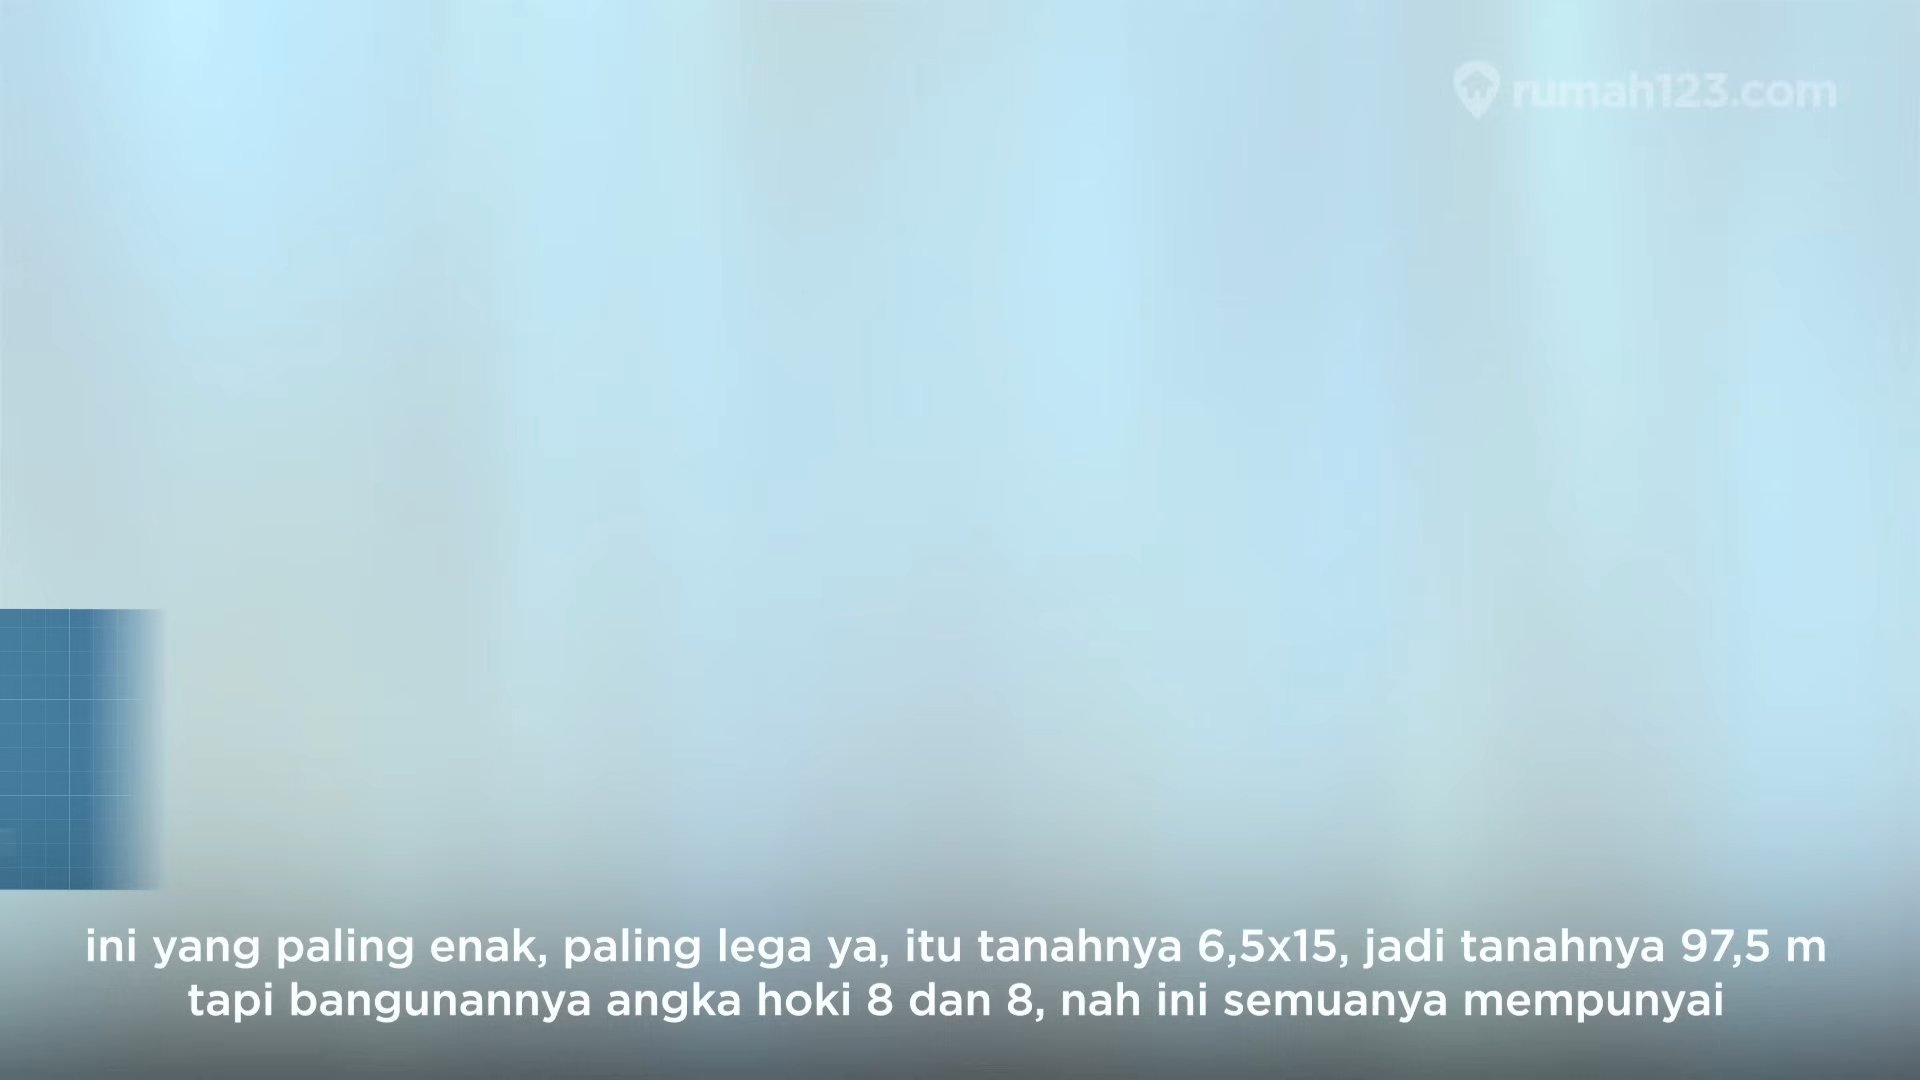 rumah123.com
ini yang paling enak, paling lega ya, itu tanahnya 6,5x15, jadi tanahnya 97,5 m
tapi bangunannya angka hoki 8 dan 8, nah ini semuanya mempunyai